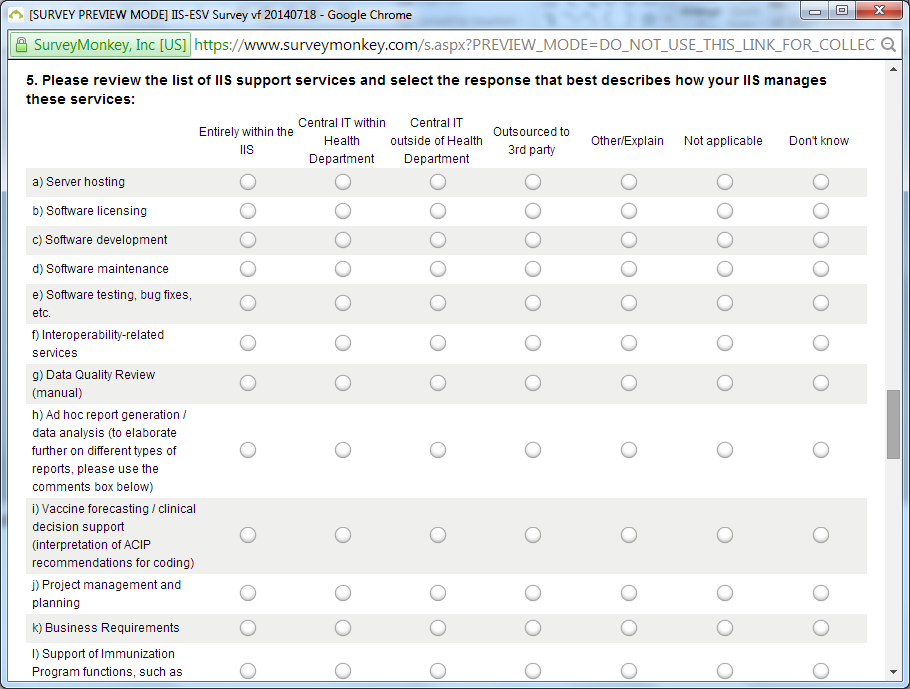 [SURVEY PREVIEW MODE] IIS-ESV Survey vf 20140718 - Google Chrome
SurveyMonkey, Inc [US] https://www.surveymonkey.com/s.aspx?PREVIEW_MODE=DO_NOT_USE_THIS_LINK_FOR_COLLEC
5. Please review the list of IIS support services and select the response that best describes how your IIS manages
these services:
Entirely within the
IIS
Central IT within
Health
Department
Central IT
outside of Health
Department
Outsourced to
3rd party
Other/Explain
Not applicable
Don't know
a) Server hosting
b) Software licensing
c) Software development
d) Software maintenance
e) Software testing, bug fixes,
etc.
f) Interoperability-related
services
g) Data Quality Review
(manual)
h) Ad hoc report generation /
data analysis (to elaborate
further on different types of
reports, please use the
comments box below)
i) Vaccine forecasting / clinical
decision support
(interpretation of ACIP
recommendations for coding)
j) Project management and
planning
k) Business Requirements
l) Support of Immunization
Program functions, such as